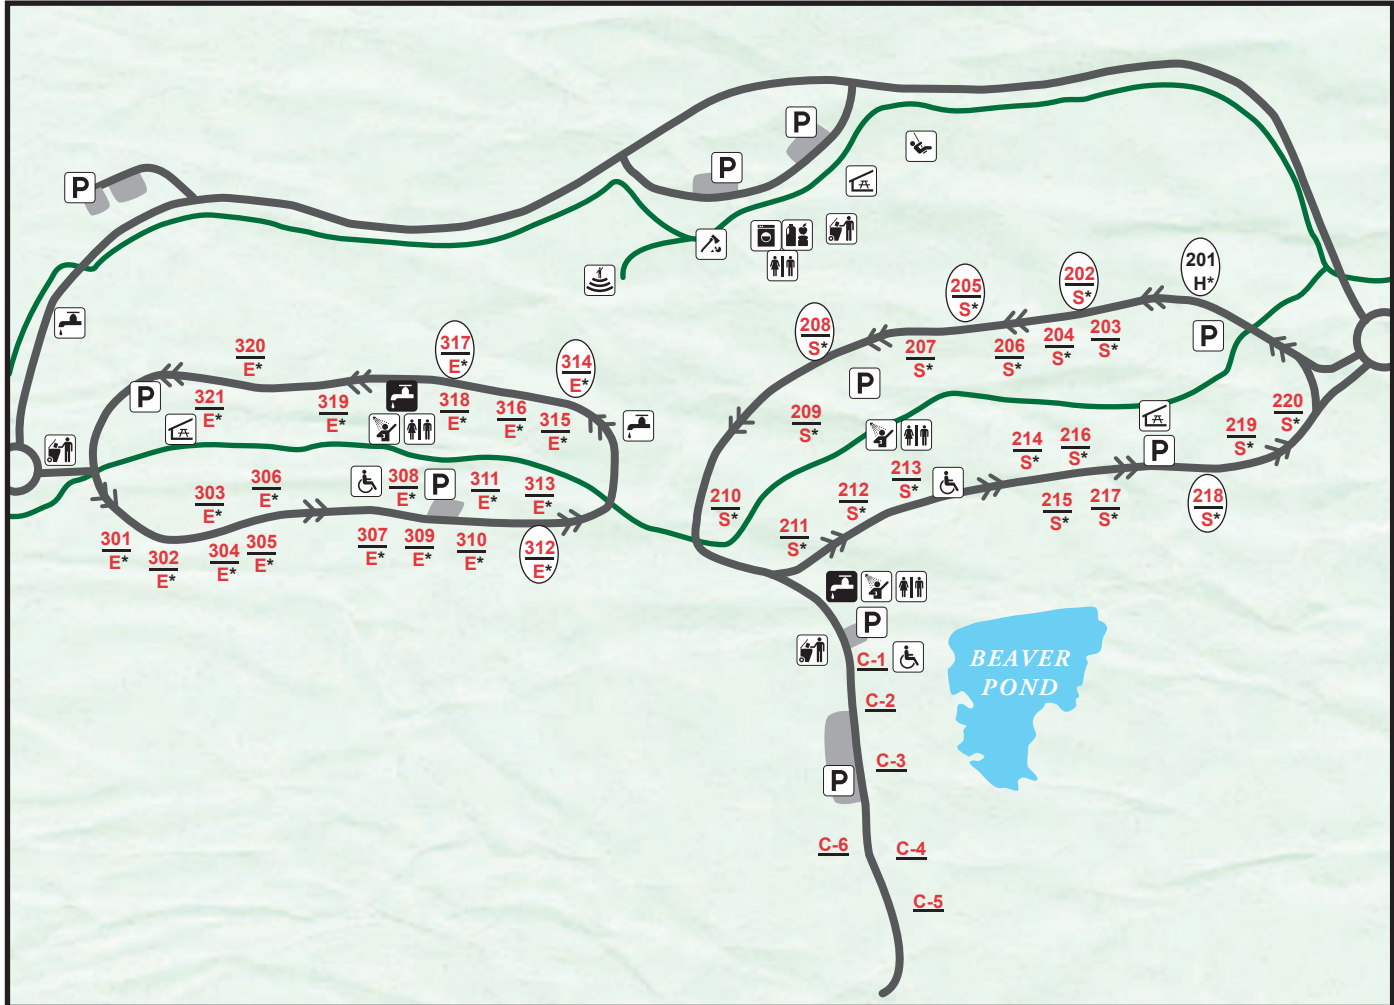 P
P
P
201
H*
202
S*
205
S*
208
S*
203
S*
204
S*
206
S*
207
S*
P
P
209
S*
210
S*
211
S*
212
S*
213
S*
214
S*
215
S*
216
S*
217
S*
218
S*
219
S*
220
S*
P
320
E*
317
E*
314
E*
P
321
E*
319
E*
318
E*
316
E*
315
E*
303
E*
306
E*
308
E*
P
311
E*
313
E*
301
E*
302
E*
304
E*
305
E*
307
E*
309
E*
310
E*
312
E*
P
C-1
C-2
C-3
P
C-6
C-4
C-5
BEAVER
POND